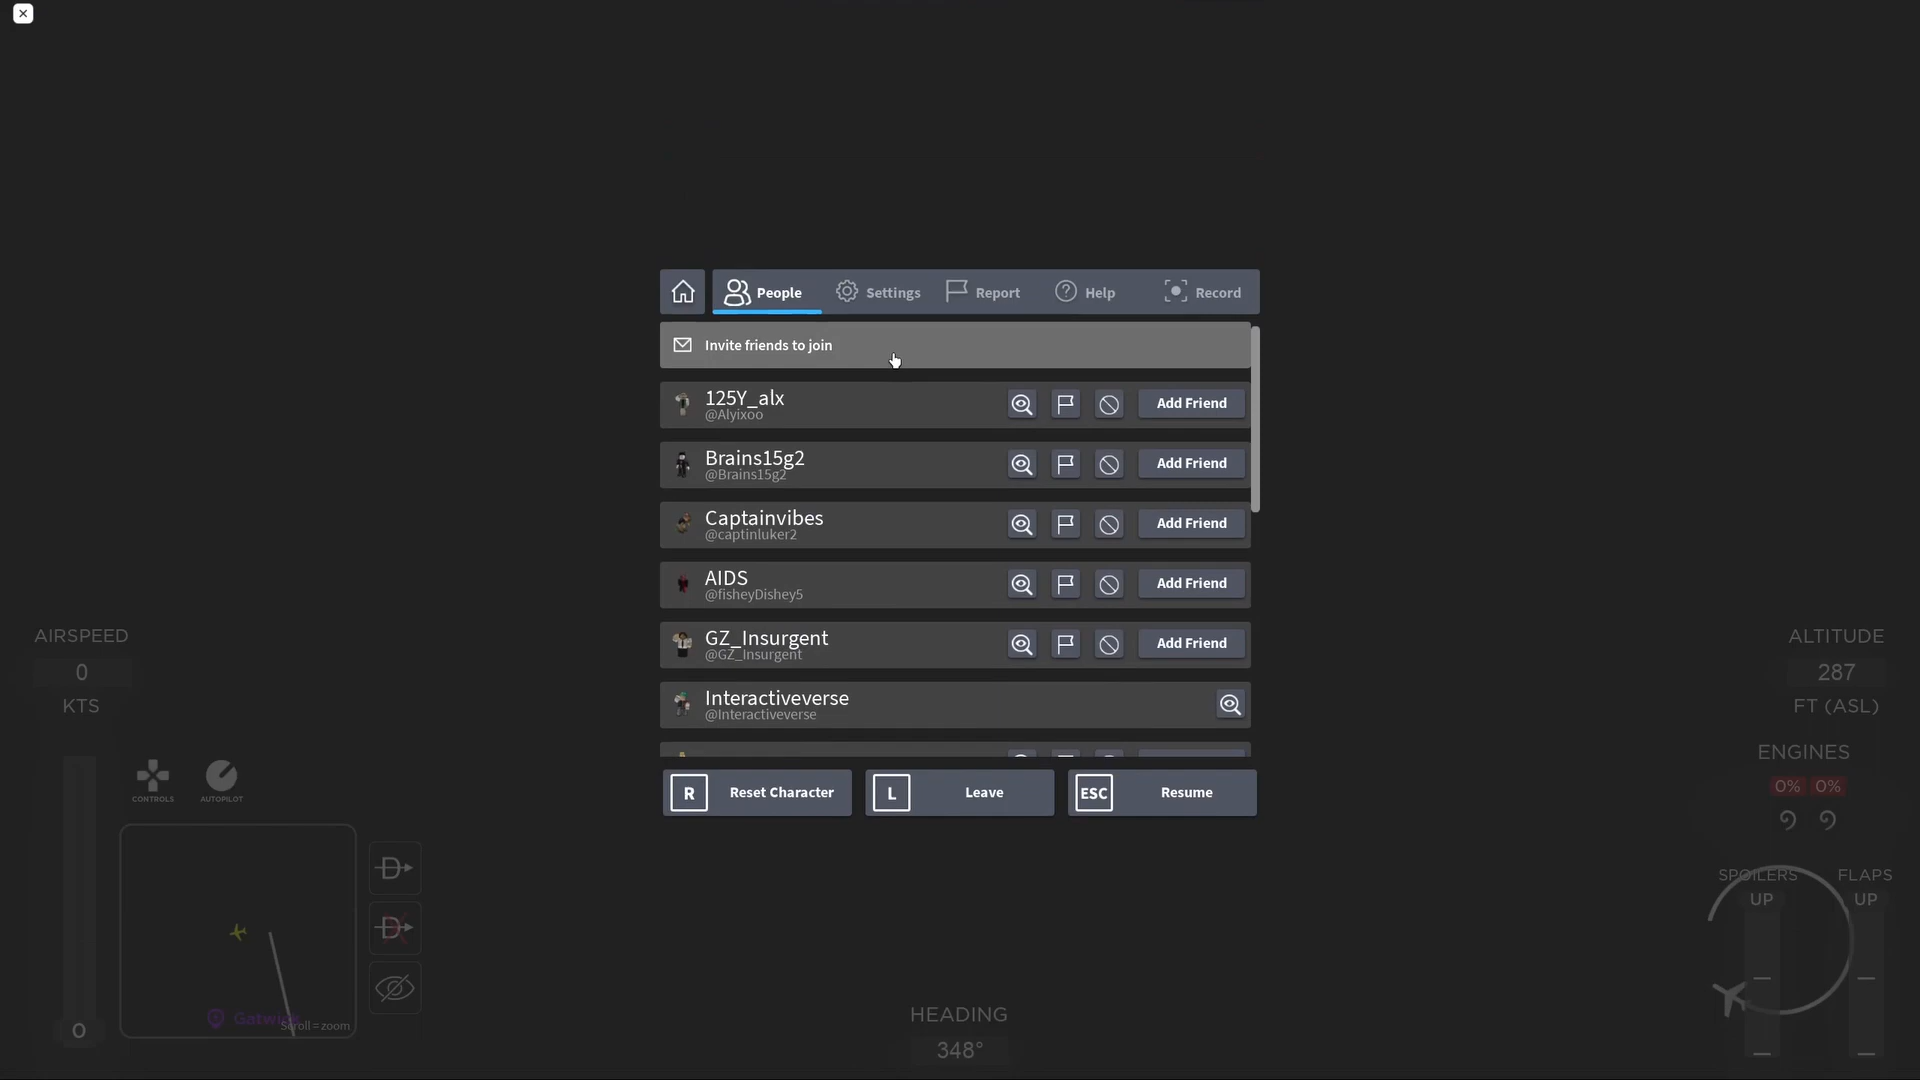 People
Settings
Report
Help
Record
Invite friends to join
125Y_alx
@Alyixoo
Add Friend
Brains15g2
@Brains15g2
Add Friend
Captainvibes
@captinluker2
Add Friend
AIDS
@fisheyDishey5
Add Friend
GZ_Insurgent
@GZ_Insurgent
Add Friend
Interactiveverse
@Interactiveverse
R Reset Character
L Leave
ESC Resume
AIRSPEED
0
KTS
0
CONTROLS
AUTOPILOT
D
D
Gatwick
Scroll = zoom
HEADING
348°
ALTITUDE
287
FT (ASL)
ENGINES
0% 0%
SPOILERS
UP
FLAPS
UP